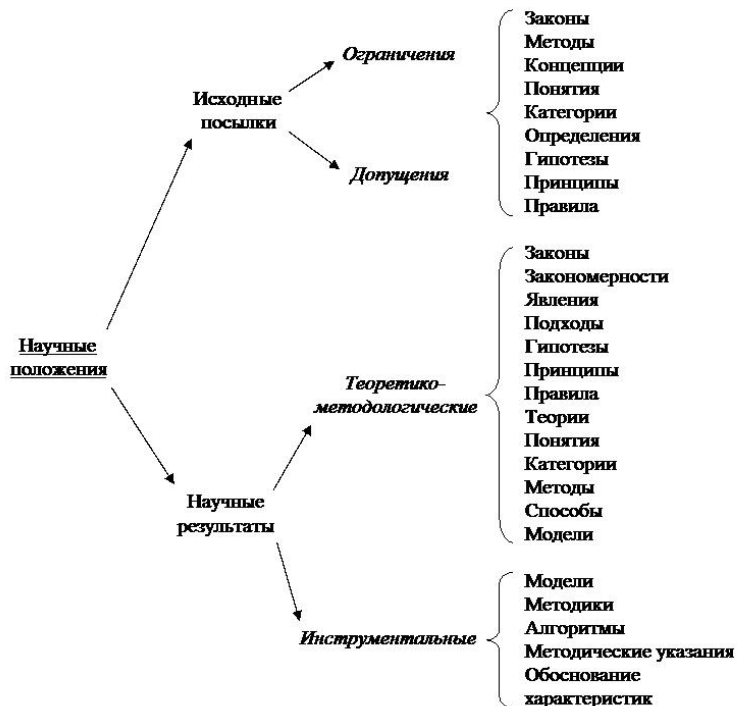 Научные
положения
Исходные
посылки
Ограничения
Допущения
Законы
Методы
Концепции
Понятия
Категории
Определения
Гипотезы
Принципы
Правила
Научные
результаты
Теоретико-
методологические
Законы
Закономерности
Явления
Подходы
Гипотезы
Принципы
Правила
Теории
Понятия
Категории
Методы
Способы
Модели
Инструментальные
Модели
Методики
Алгоритмы
Методические указания
Обоснование
характеристик